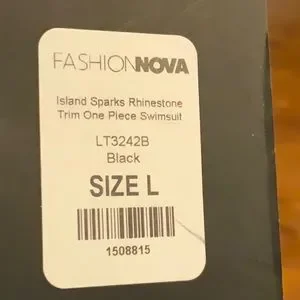 FASHIONNOVA
Island Sparks Rhinestone
Trim One Piece Swimsuit
LT3242B
Black
SIZE L
1508815